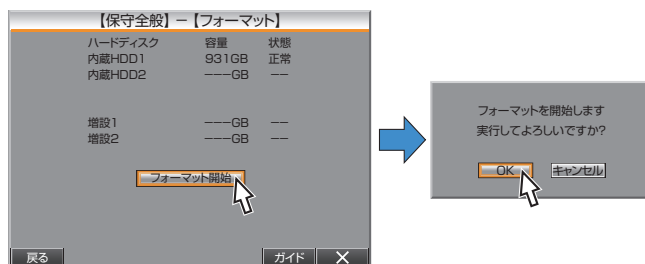 【保守全般】－【フォーマット】
ハードディスク 容量 状態
内蔵HDD1 931GB 正常
内蔵HDD2 −−−GB −−
増設1 −−−GB −−
増設2 −−−GB −−
フォーマット開始
戻る ガイド ×
フォーマットを開始します
実行してよろしいですか?
OK キャンセル